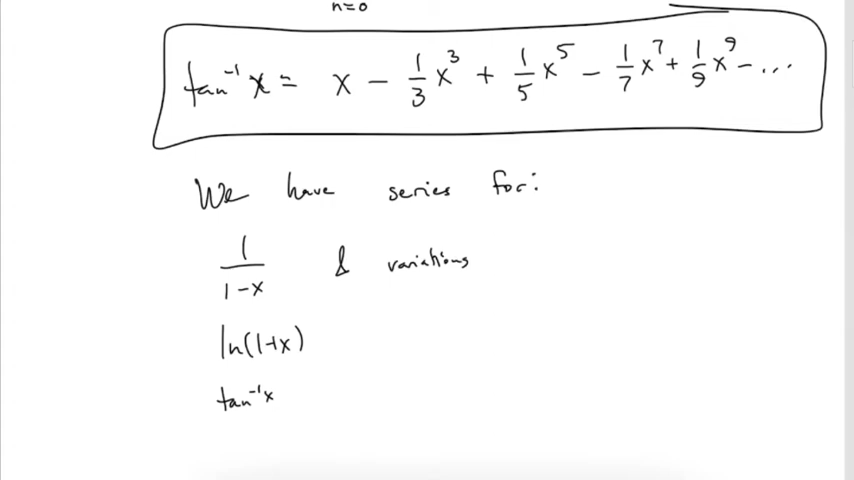 n=0
tan⁻¹ x = x - 1/3 x³ + 1/5 x⁵ - 1/7 x⁷ + 1/9 x⁹ - ...
We have series for:
1/(1-x) & variations
ln(1+x)
tan⁻¹x